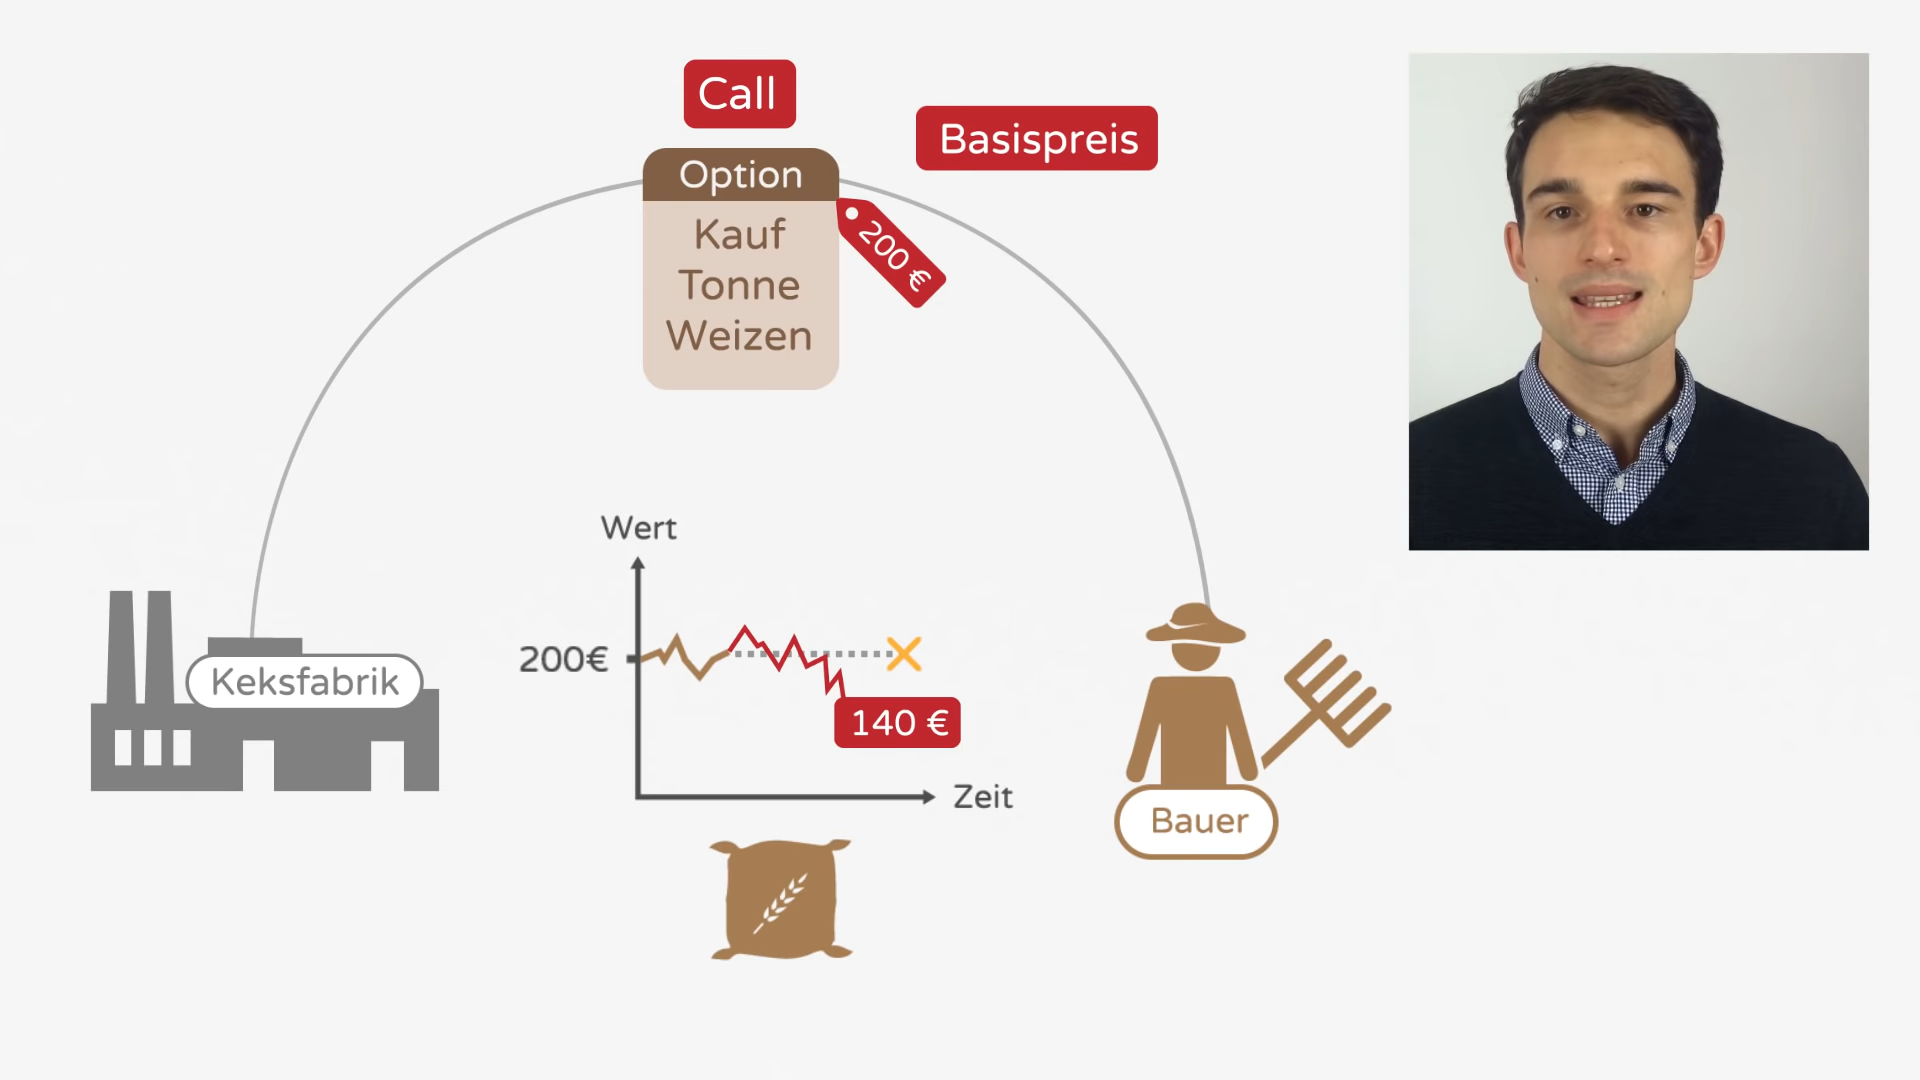 Call
Basispreis
Option
200 €
Kauf
Tonne
Weizen
Wert
200€
Keksfabrik
140 €
Zeit
Bauer